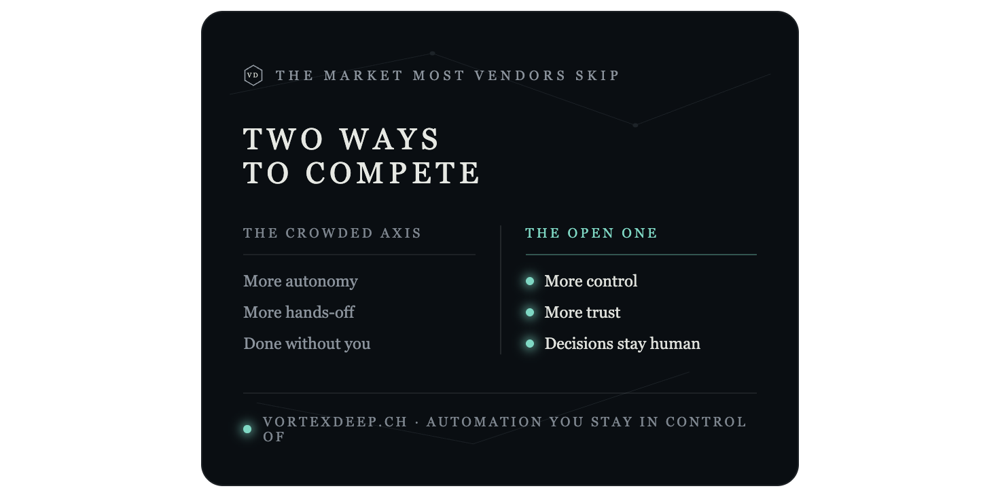 VD THE MARKET MOST VENDORS SKIP
TWO WAYS
TO COMPETE
THE CROWDED AXIS
More autonomy
More hands-off
Done without you
THE OPEN ONE
More control
More trust
Decisions stay human
VORTEXDEEP.CH · AUTOMATION YOU STAY IN CONTROL
OF